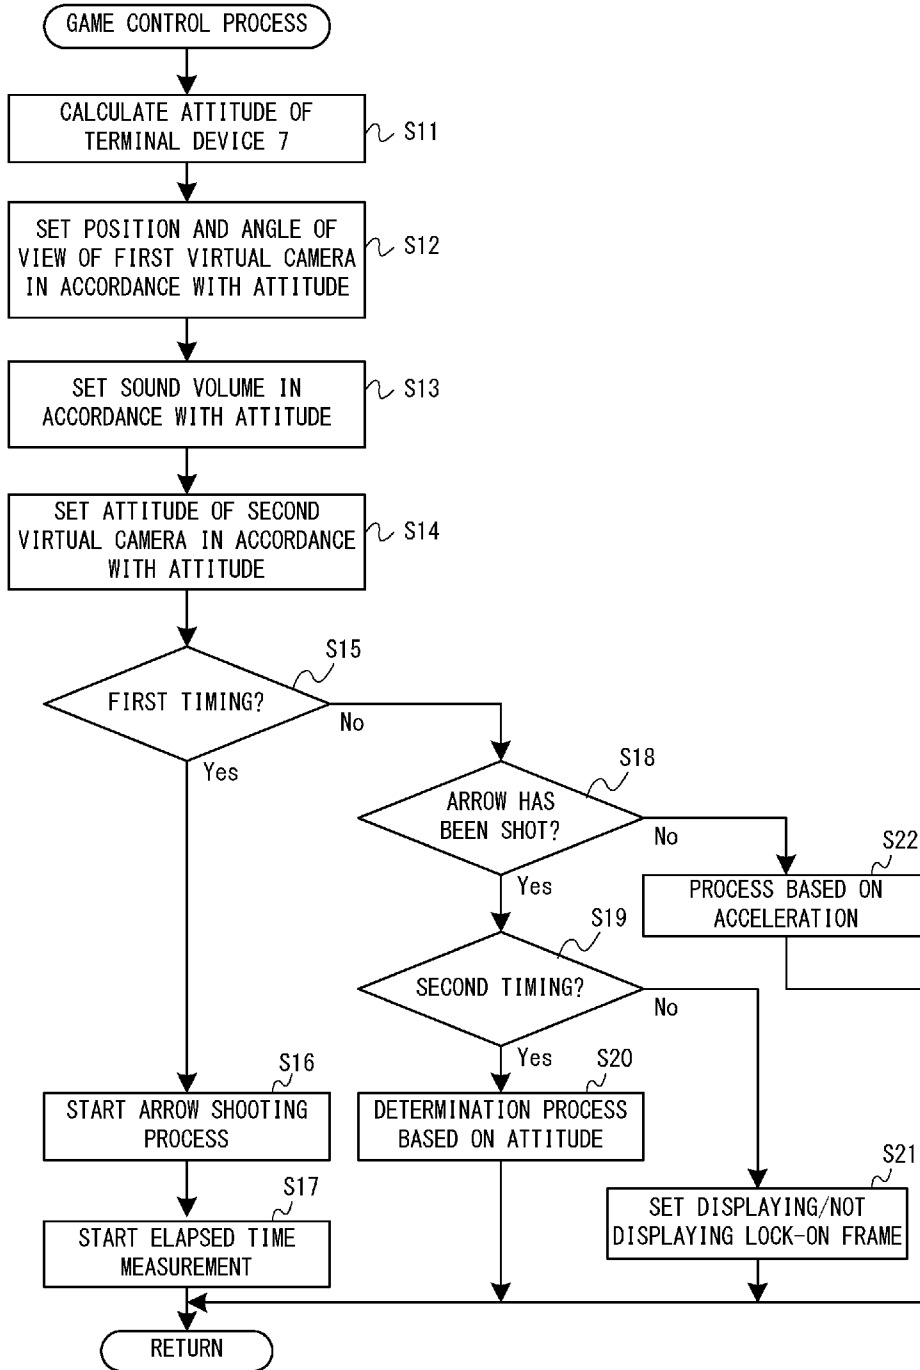 GAME CONTROL PROCESS
CALCULATE ATTITUDE OF
TERMINAL DEVICE 7
S11
SET POSITION AND ANGLE OF
VIEW OF FIRST VIRTUAL CAMERA
IN ACCORDANCE WITH ATTITUDE
S12
SET SOUND VOLUME IN
ACCORDANCE WITH ATTITUDE
S13
SET ATTITUDE OF SECOND
VIRTUAL CAMERA IN ACCORDANCE
WITH ATTITUDE
S14
S15
FIRST TIMING?
No
Yes
S18
ARROW HAS
BEEN SHOT?
No
Yes
S22
PROCESS BASED ON
ACCELERATION
S19
SECOND TIMING?
No
Yes
S16
START ARROW SHOOTING
PROCESS
S20
DETERMINATION PROCESS
BASED ON ATTITUDE
S21
SET DISPLAYING/NOT
DISPLAYING LOCK-ON FRAME
S17
START ELAPSED TIME
MEASUREMENT
RETURN